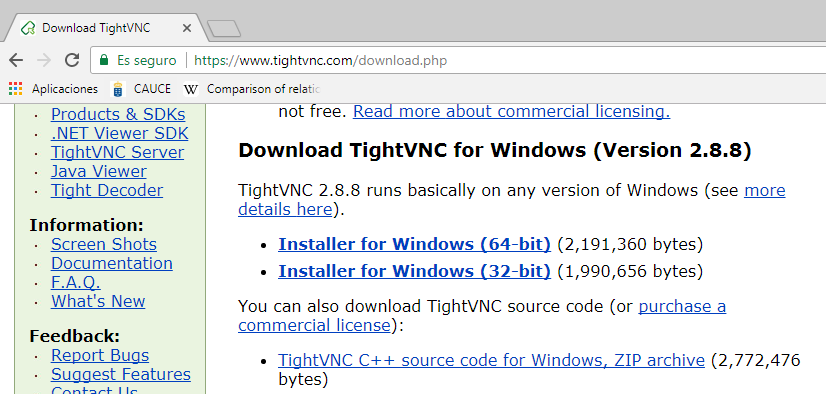 Download TightVNC
Es seguro | https://www.tightvnc.com/download.php
Aplicaciones CAUCE W Comparison of relatio
Products & SDKs
.NET Viewer SDK
TightVNC Server
Java Viewer
Tight Decoder
Information:
Screen Shots
Documentation
F.A.Q.
What's New
Feedback:
Report Bugs
Suggest Features
Contact Us
not free. Read more about commercial licensing.
Download TightVNC for Windows (Version 2.8.8)
TightVNC 2.8.8 runs basically on any version of Windows (see more
details here).
• Installer for Windows (64-bit) (2,191,360 bytes)
• Installer for Windows (32-bit) (1,990,656 bytes)
You can also download TightVNC source code (or purchase a
commercial license):
• TightVNC C++ source code for Windows, ZIP archive (2,772,476
bytes)